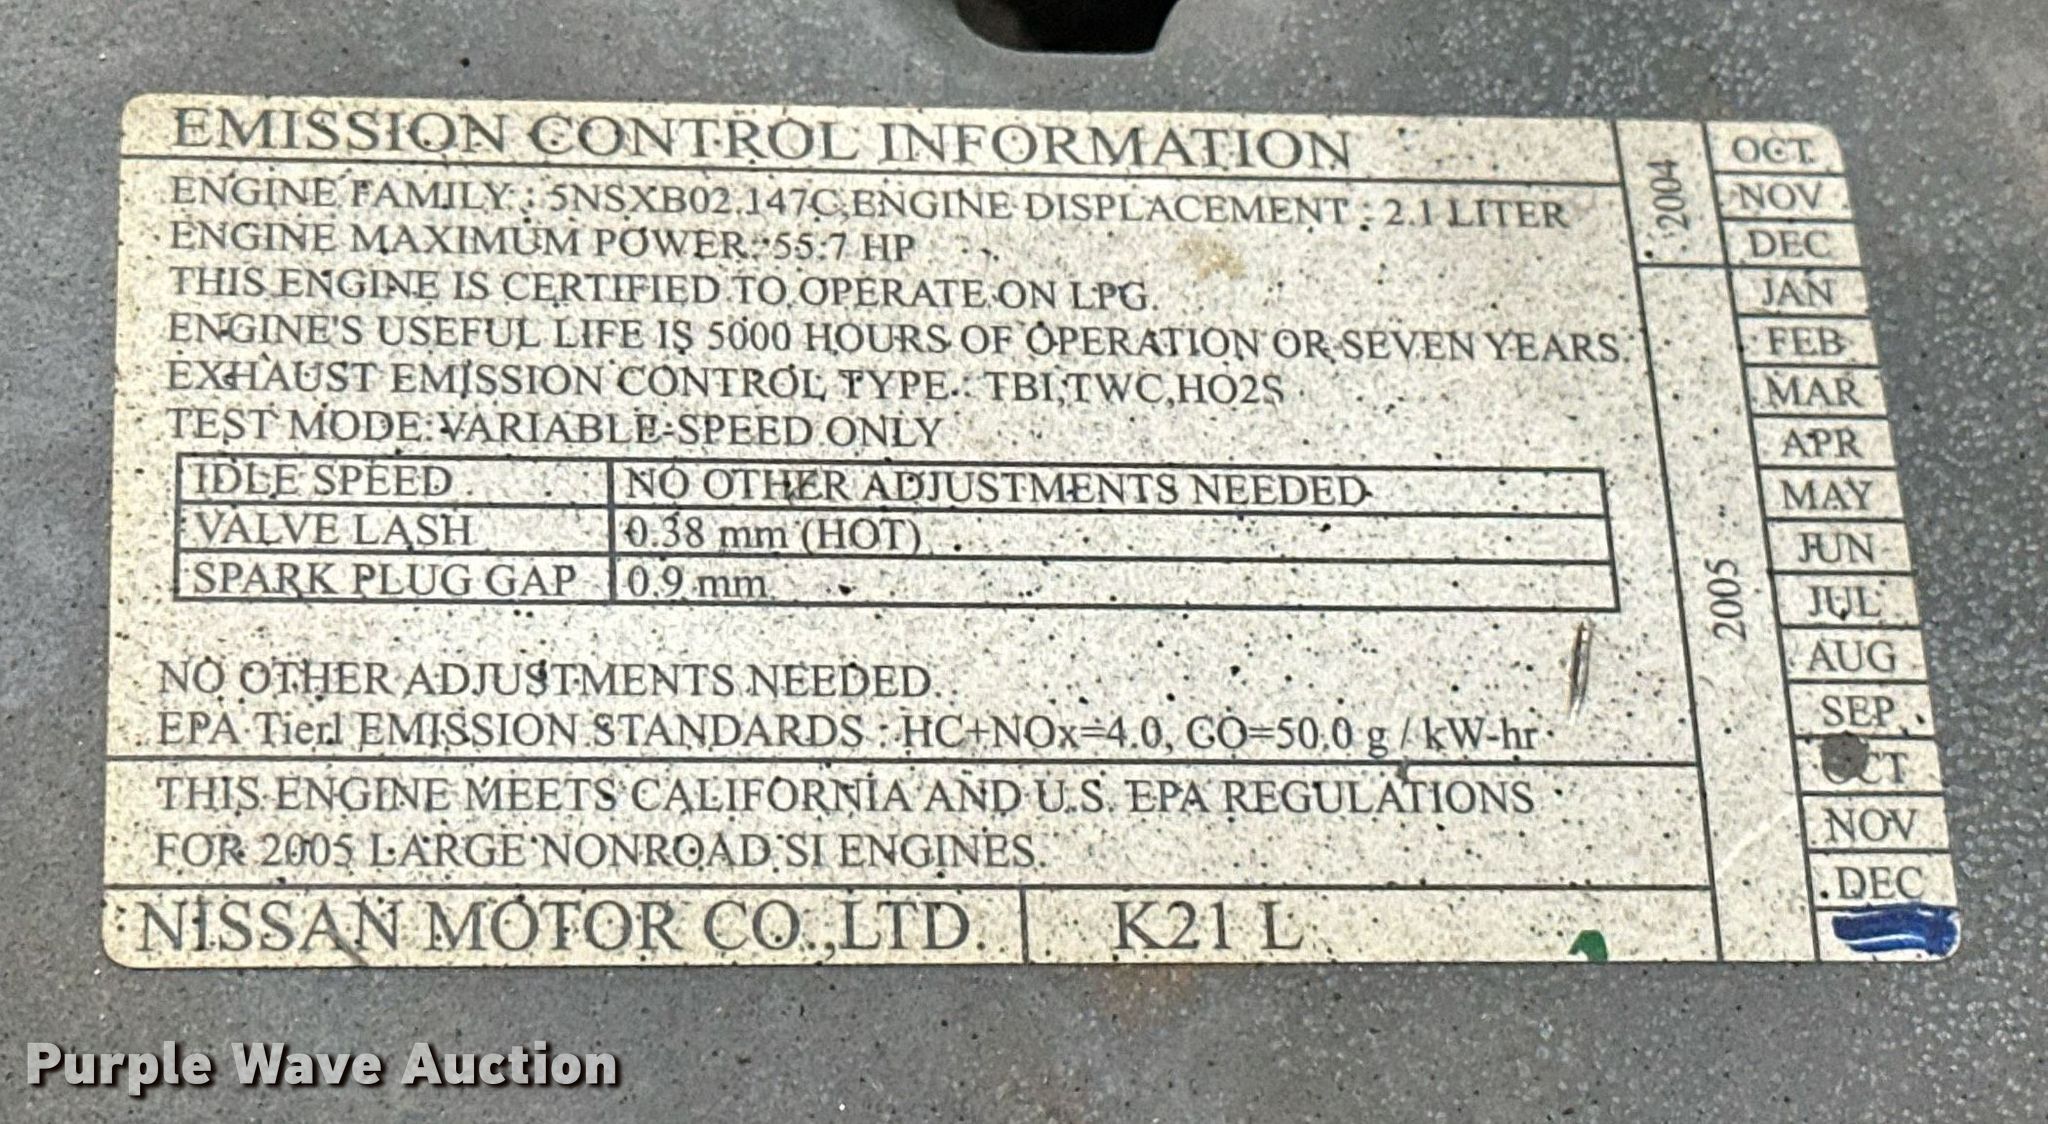 EMISSION CONTROL INFORMATION
ENGINE FAMILY : 5NSXB02.147C, ENGINE DISPLACEMENT : 2.1 LITER
ENGINE MAXIMUM POWER: 55.7 HP
THIS ENGINE IS CERTIFIED TO OPERATE ON LPG.
ENGINE'S USEFUL LIFE IS 5000 HOURS OF OPERATION OR SEVEN YEARS.
EXHAUST EMISSION CONTROL TYPE : TBI,TWC,HO2S
TEST MODE:VARIABLE-SPEED ONLY
IDLE SPEED NO OTHER ADJUSTMENTS NEEDED
VALVE LASH 0.38 mm (HOT)
SPARK PLUG GAP 0.9 mm
NO OTHER ADJUSTMENTS NEEDED.
EPA Tier1 EMISSION STANDARDS : HC+NOx=4.0, CO=50.0 g / kW-hr
THIS ENGINE MEETS CALIFORNIA AND U.S. EPA REGULATIONS
FOR 2005 LARGE NONROAD SI ENGINES.
NISSAN MOTOR CO.,LTD.
K21 L
2004
OCT
NOV
DEC
2005
JAN
FEB
MAR
APR
MAY
JUN
JUL
AUG
SEP
OCT
NOV
DEC
Purple Wave Auction